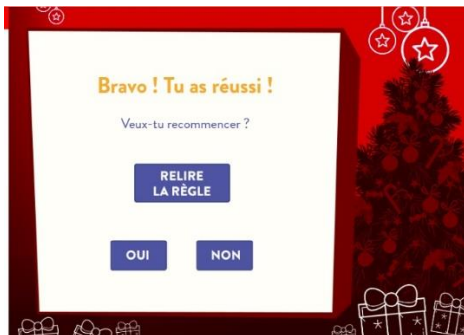 Bravo ! Tu as réussi !
Veux-tu recommencer ?
RELIRE
LA RÈGLE
OUI
NON